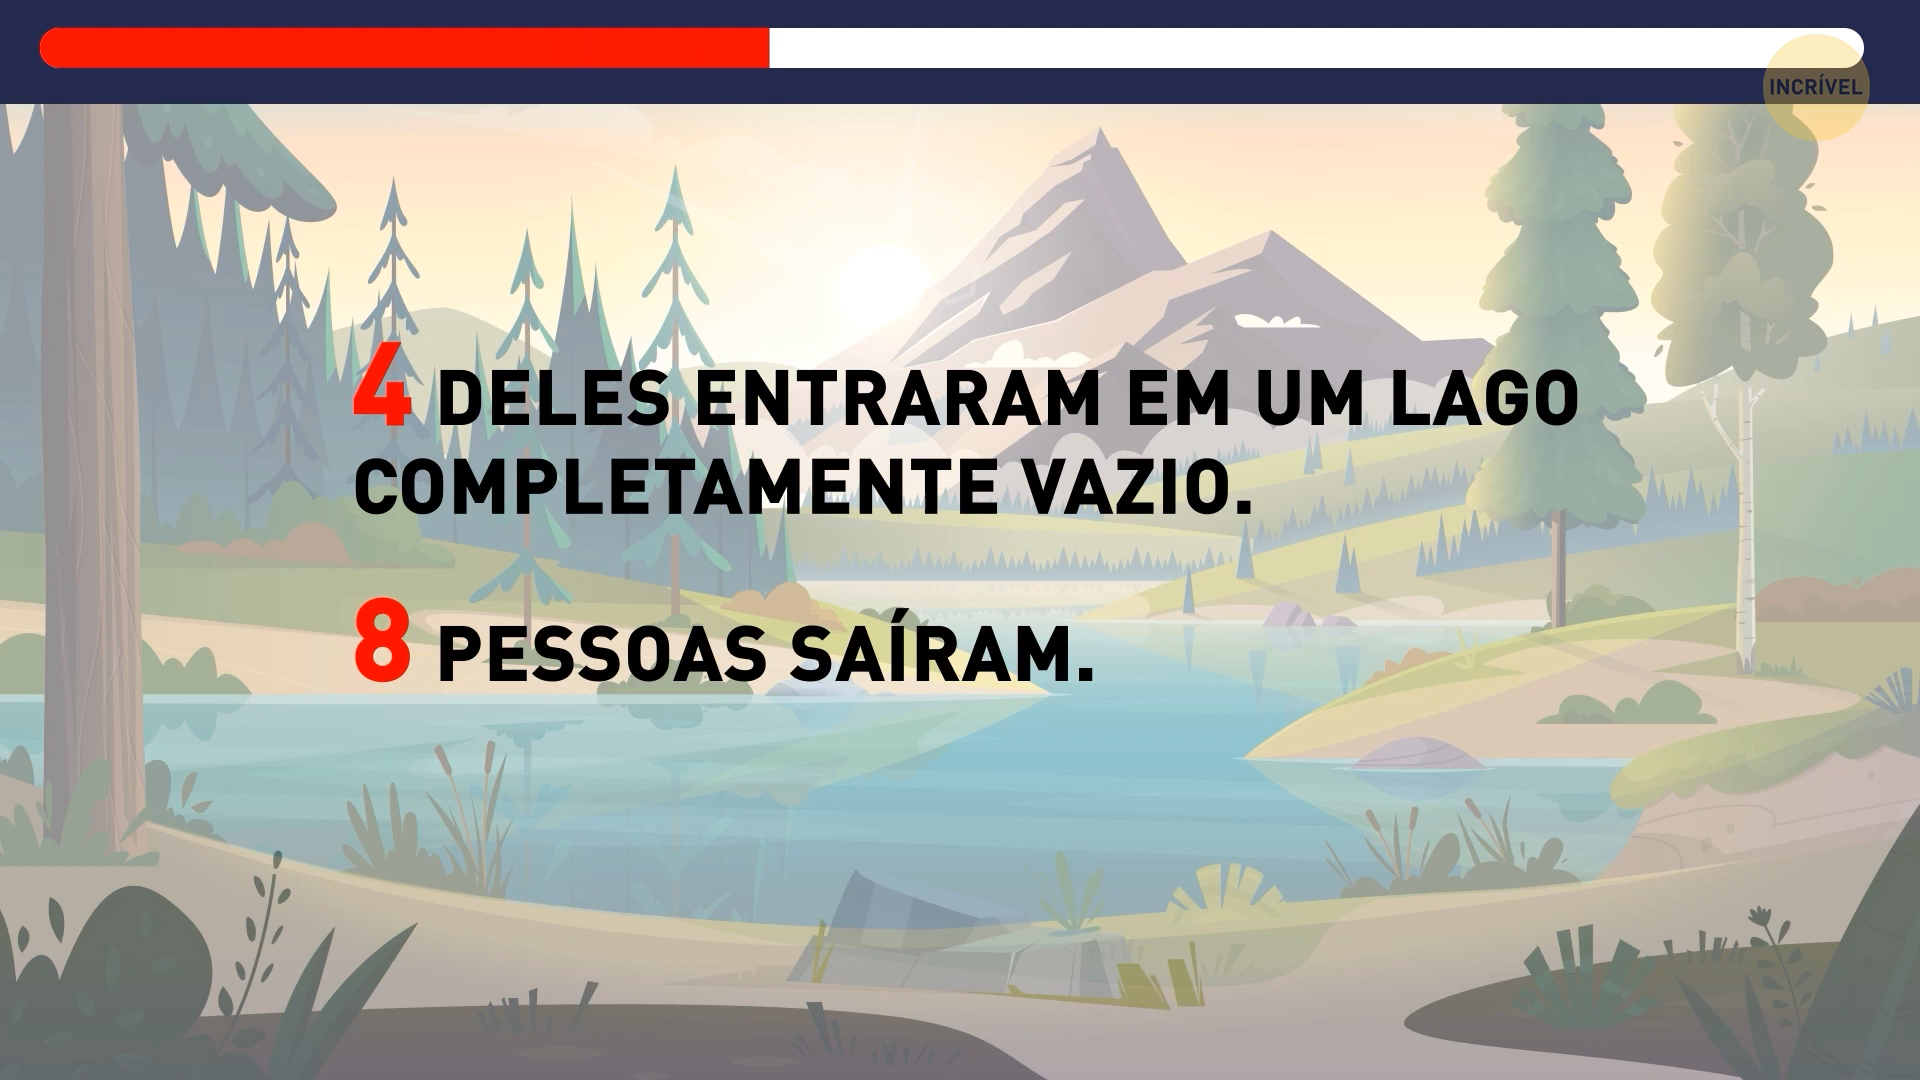 INCRÍVEL
4 DELES ENTRARAM EM UM LAGO
COMPLETAMENTE VAZIO.
8 PESSOAS SAÍRAM.